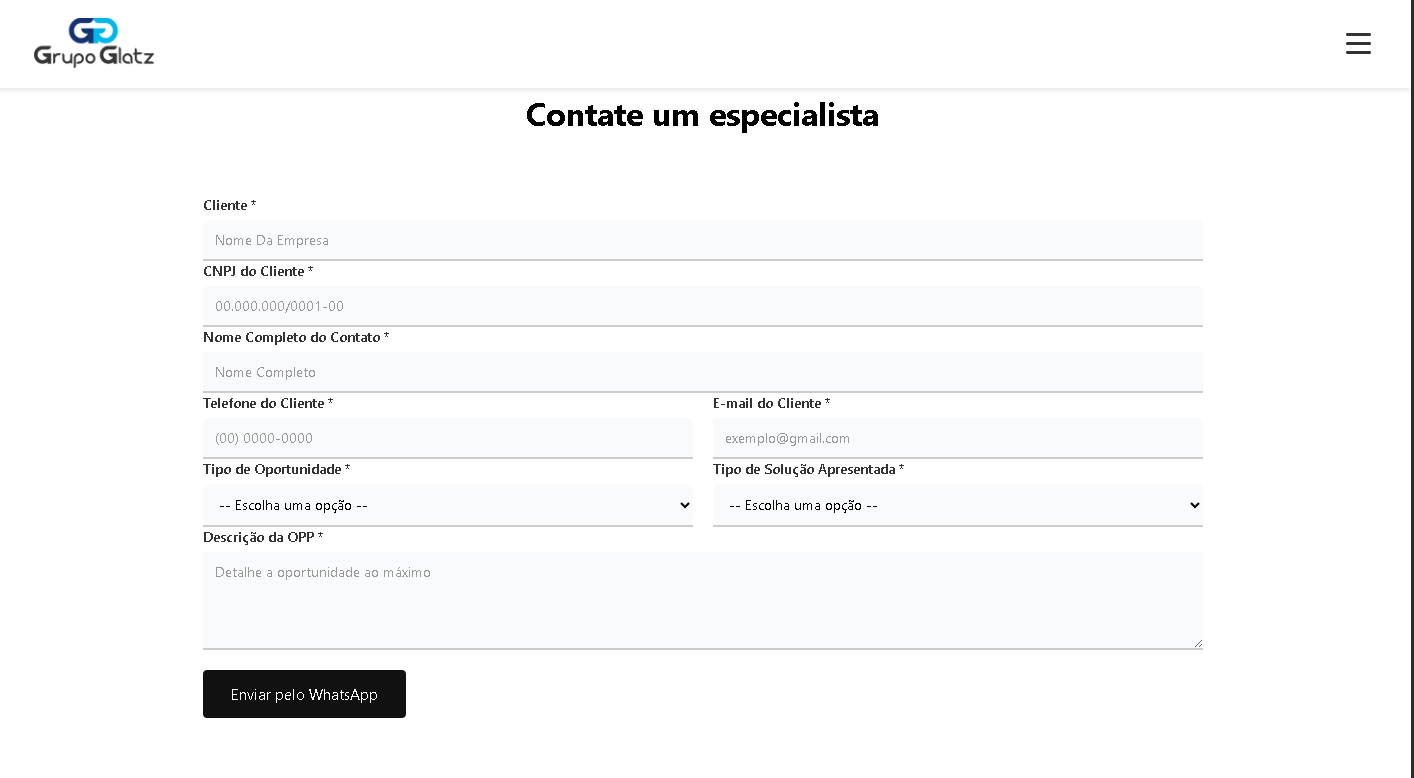 Grupo Glatz
Contate um especialista
Cliente *
Nome Da Empresa
CNPJ do Cliente *
00.000.000/0001-00
Nome Completo do Contato *
Nome Completo
Telefone do Cliente * E-mail do Cliente *
(00) 0000-0000 exemplo@gmail.com
Tipo de Oportunidade * Tipo de Solução Apresentada *
-- Escolha uma opção -- -- Escolha uma opção --
Descrição da OPP *
Detalhe a oportunidade ao máximo
Enviar pelo WhatsApp